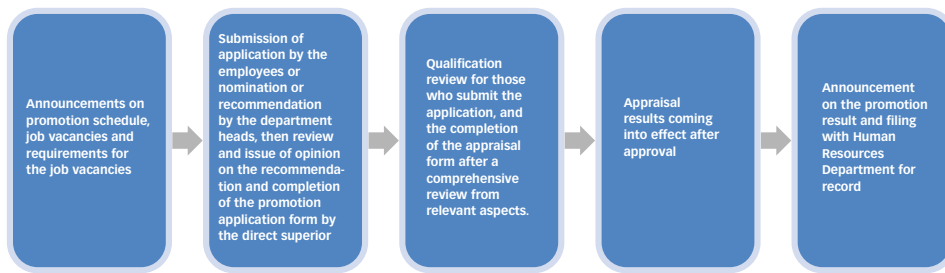 Announcements on
promotion schedule,
job vacancies and
requirements for
the job vacancies
Submission of
application by the
employees or
nomination or
recommendation
by the department
heads, then review
and issue of opinion
on the recommenda-
tion and completion
of the promotion
application form by
the direct superior
Qualification
review for those
who submit the
application, and
the completion
of the appraisal
form after a
comprehensive
review from
relevant aspects.
Appraisal
results coming
into effect after
approval
Announcement
on the promotion
result and filing
with Human
Resources
Department for
record